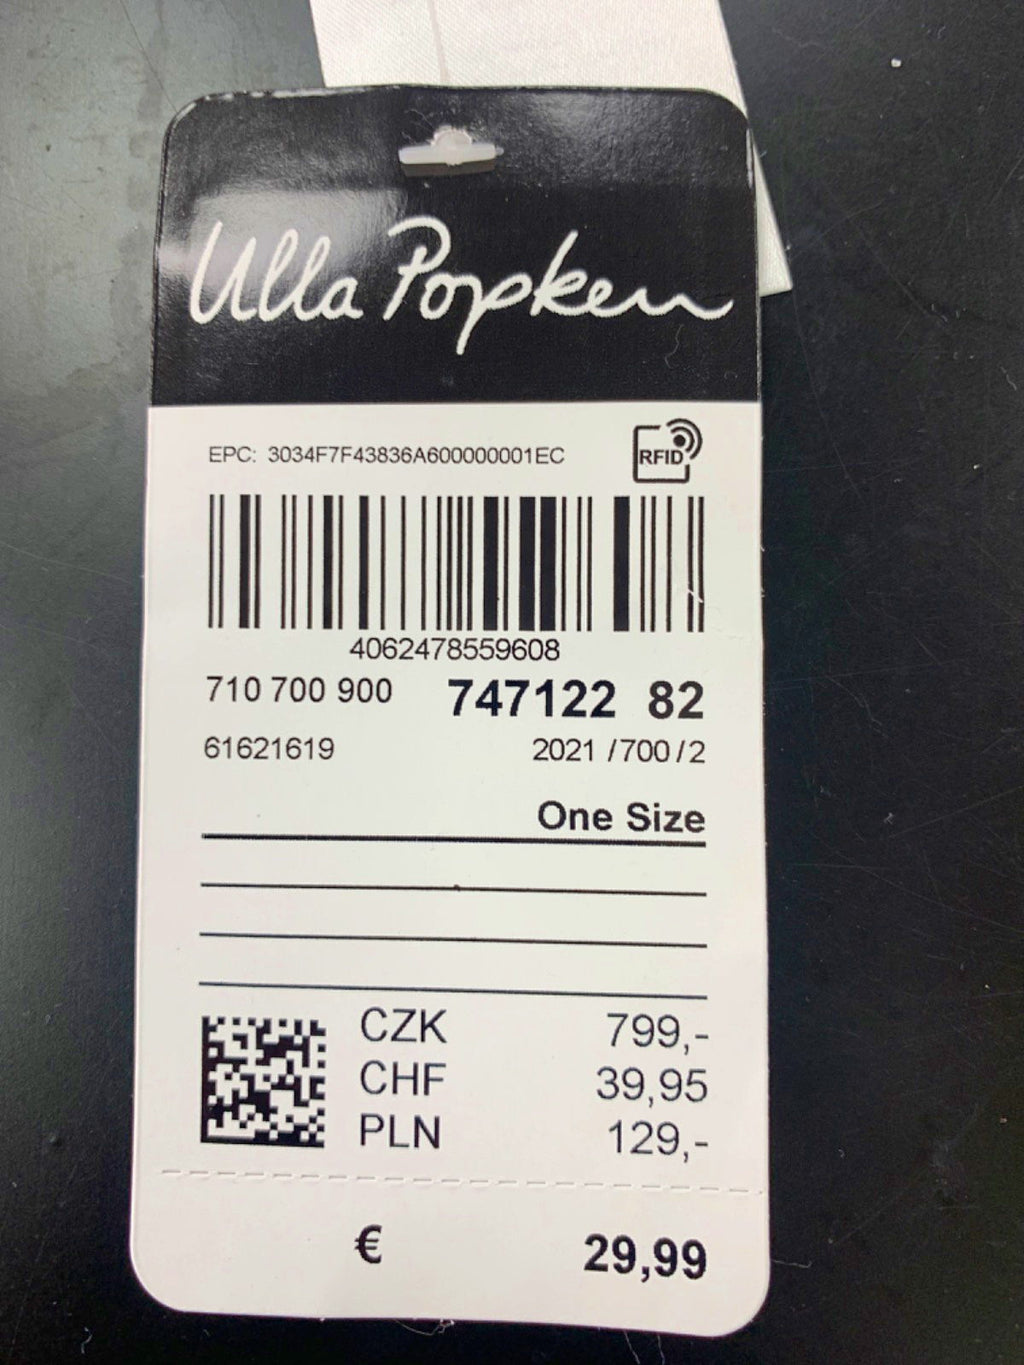 Ulla Popken
EPC: 3034F7F43836A600000001EC
RFID
4062478559608
710 700 900 747122 82
61621619 2021 /700/2
One Size
CZK 799,-
CHF 39,95
PLN 129,-
€ 29,99